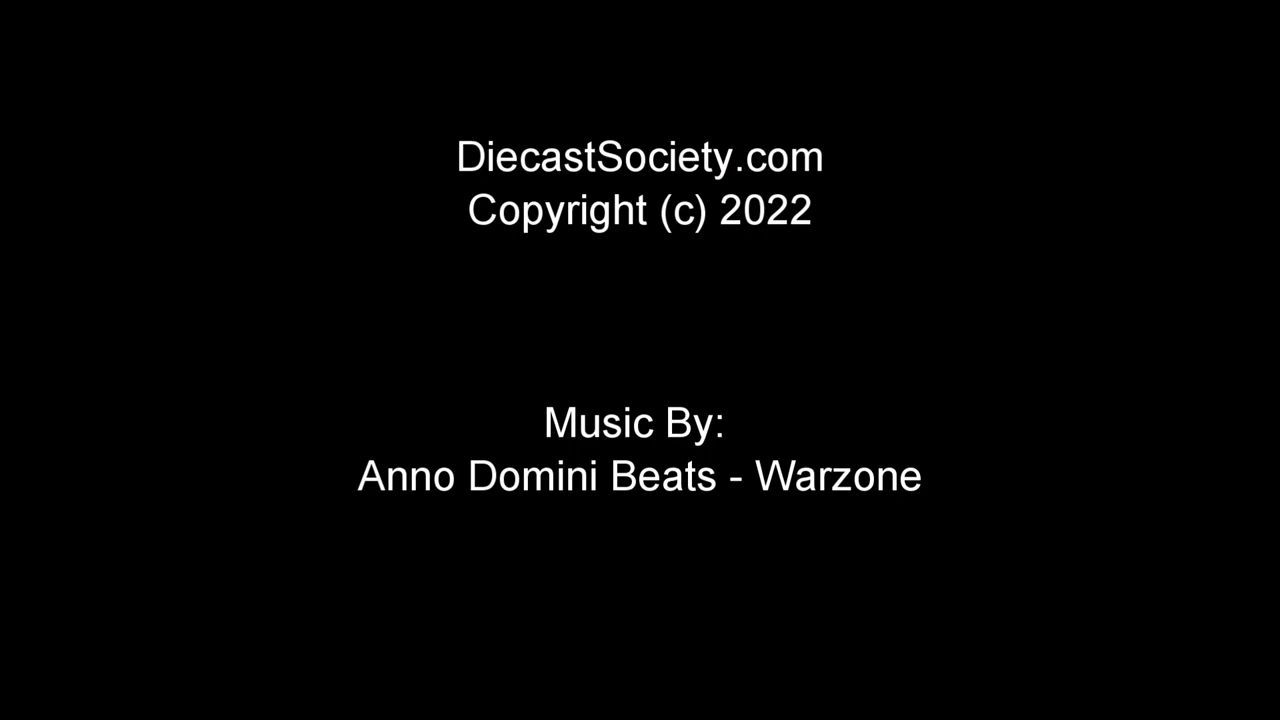 DiecastSociety.com
Copyright (c) 2022
Music By:
Anno Domini Beats - Warzone